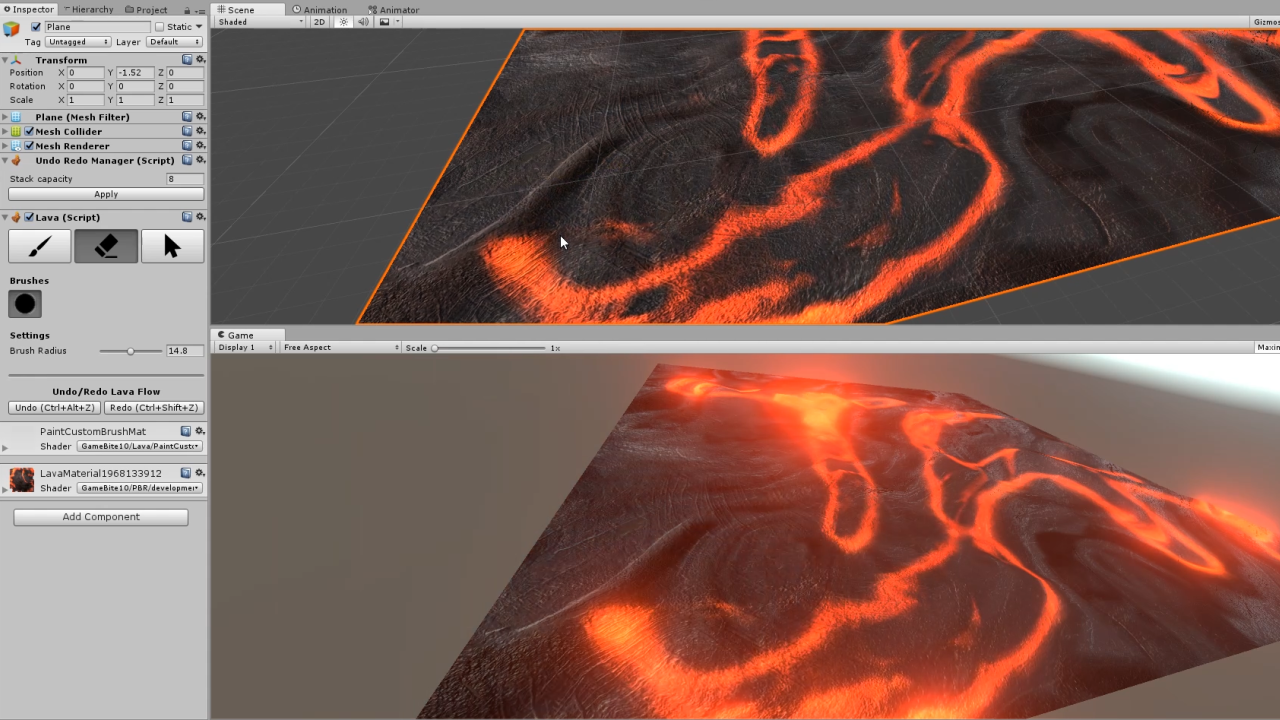 Inspector Hierarchy Project
Scene Animation Animator
Plane Static
Shaded 2D Gizmos
Tag Untagged Layer Default
Transform
Position X 0 Y -1.52 Z 0
Rotation X 0 Y 0 Z 0
Scale X 1 Y 1 Z 1
Plane (Mesh Filter)
Mesh Collider
Mesh Renderer
Undo Redo Manager (Script)
Stack capacity 8
Apply
Lava (Script)
Brushes
Settings
Brush Radius 14.8
Undo/Redo Lava Flow
Undo (Ctrl+Alt+Z) Redo (Ctrl+Shift+Z)
PaintCustomBrushMat
Shader GameBite10/Lava/PaintCust
LavaMaterial1968133912
Shader GameBite10/PBR/developme
Add Component
Game
Display 1 Free Aspect Scale 1x Maxin